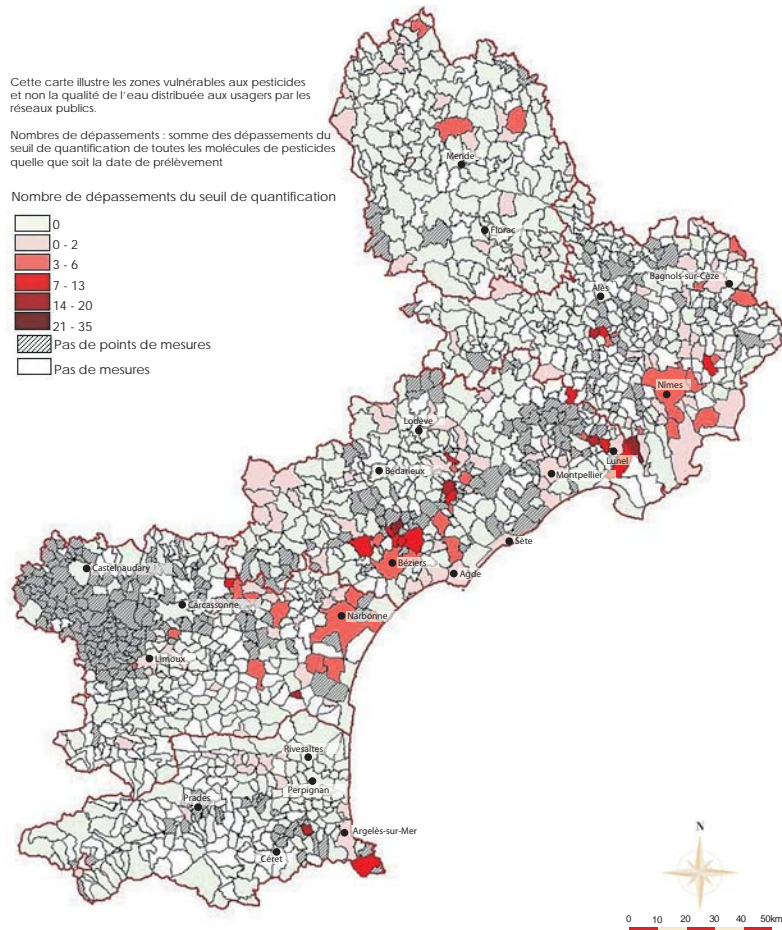 Cette carte illustre les zones vulnérables aux pesticides
et non la qualité de l'eau distribuée aux usagers par les
réseaux publics.
Nombres de dépassements : somme des dépassements du
seuil de quantification de toutes les molécules de pesticides
quelle que soit la date de prélèvement
Nombre de dépassements du seuil de quantification
0
0 - 2
3 - 6
7 - 13
14 - 20
21 - 35
Pas de points de mesures
Pas de mesures
Mende
Florac
Bagnols-sur-Cèze
Alès
Nîmes
Lodève
Lunel
Bédarieux
Montpellier
Sète
Béziers
Agde
Castelnaudary
Carcassonne
Narbonne
Limoux
Rivesaltes
Perpignan
Prades
Argelès-sur-Mer
Céret
N
0 10 20 30 40 50km